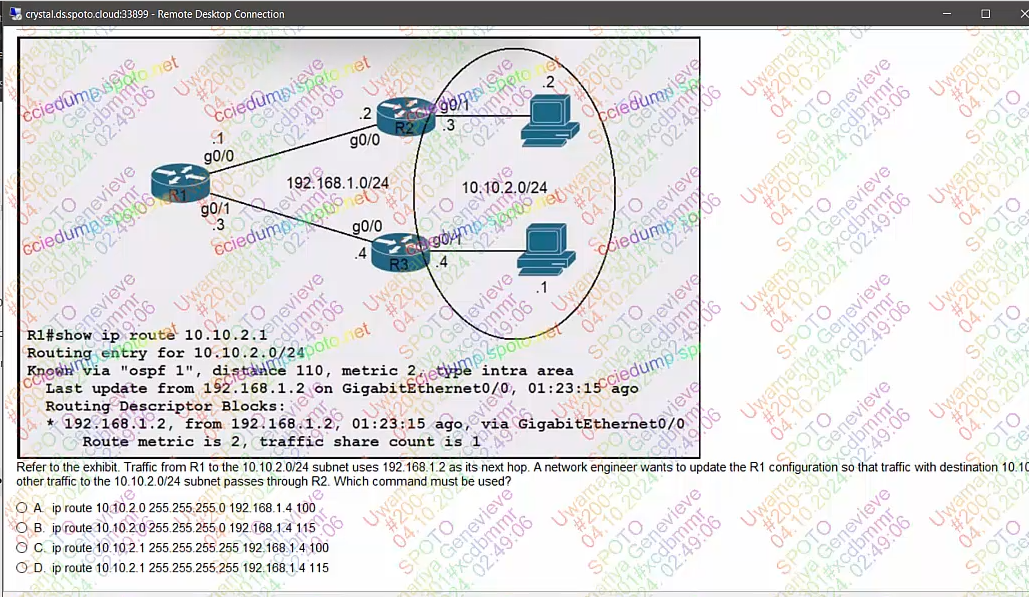 crystal.ds.spoto.cloud:33899 - Remote Desktop Connection
.2
g0/1
.2
R2
.3
g0/0
.1
g0/0
192.168.1.0/24
10.10.2.0/24
R1
g0/1
.3
g0/0
g0/1
R3
.4
.4
.1
R1#show ip route 10.10.2.1
Routing entry for 10.10.2.0/24
Known via "ospf 1", distance 110, metric 2, type intra area
Last update from 192.168.1.2 on GigabitEthernet0/0, 01:23:15 ago
Routing Descriptor Blocks:
* 192.168.1.2, from 192.168.1.2, 01:23:15 ago, via GigabitEthernet0/0
Route metric is 2, traffic share count is 1
Refer to the exhibit. Traffic from R1 to the 10.10.2.0/24 subnet uses 192.168.1.2 as its next hop. A network engineer wants to update the R1 configuration so that traffic with destination 10.10
other traffic to the 10.10.2.0/24 subnet passes through R2. Which command must be used?
A. ip route 10.10.2.0 255.255.255.0 192.168.1.4 100
B. ip route 10.10.2.0 255.255.255.0 192.168.1.4 115
C. ip route 10.10.2.1 255.255.255.255 192.168.1.4 100
D. ip route 10.10.2.1 255.255.255.255 192.168.1.4 115
cciedump.spoto.net